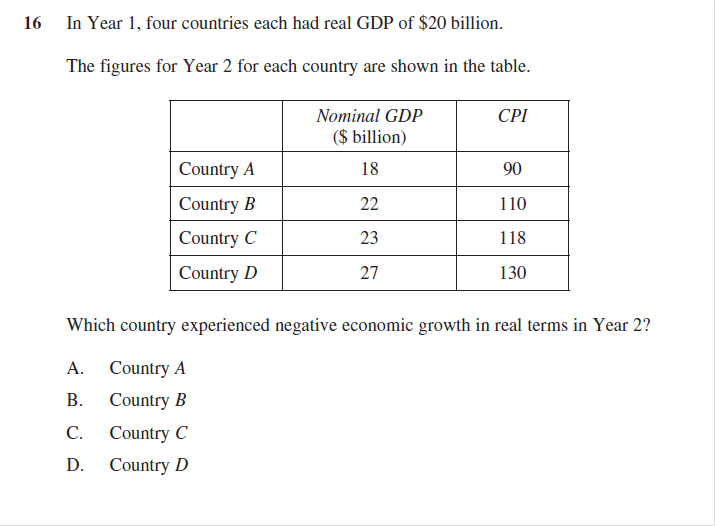 16 In Year 1, four countries each had real GDP of $20 billion.
The figures for Year 2 for each country are shown in the table.
Nominal GDP CPI
($ billion)
Country A 18 90
Country B 22 110
Country C 23 118
Country D 27 130
Which country experienced negative economic growth in real terms in Year 2?
A. Country A
B. Country B
C. Country C
D. Country D